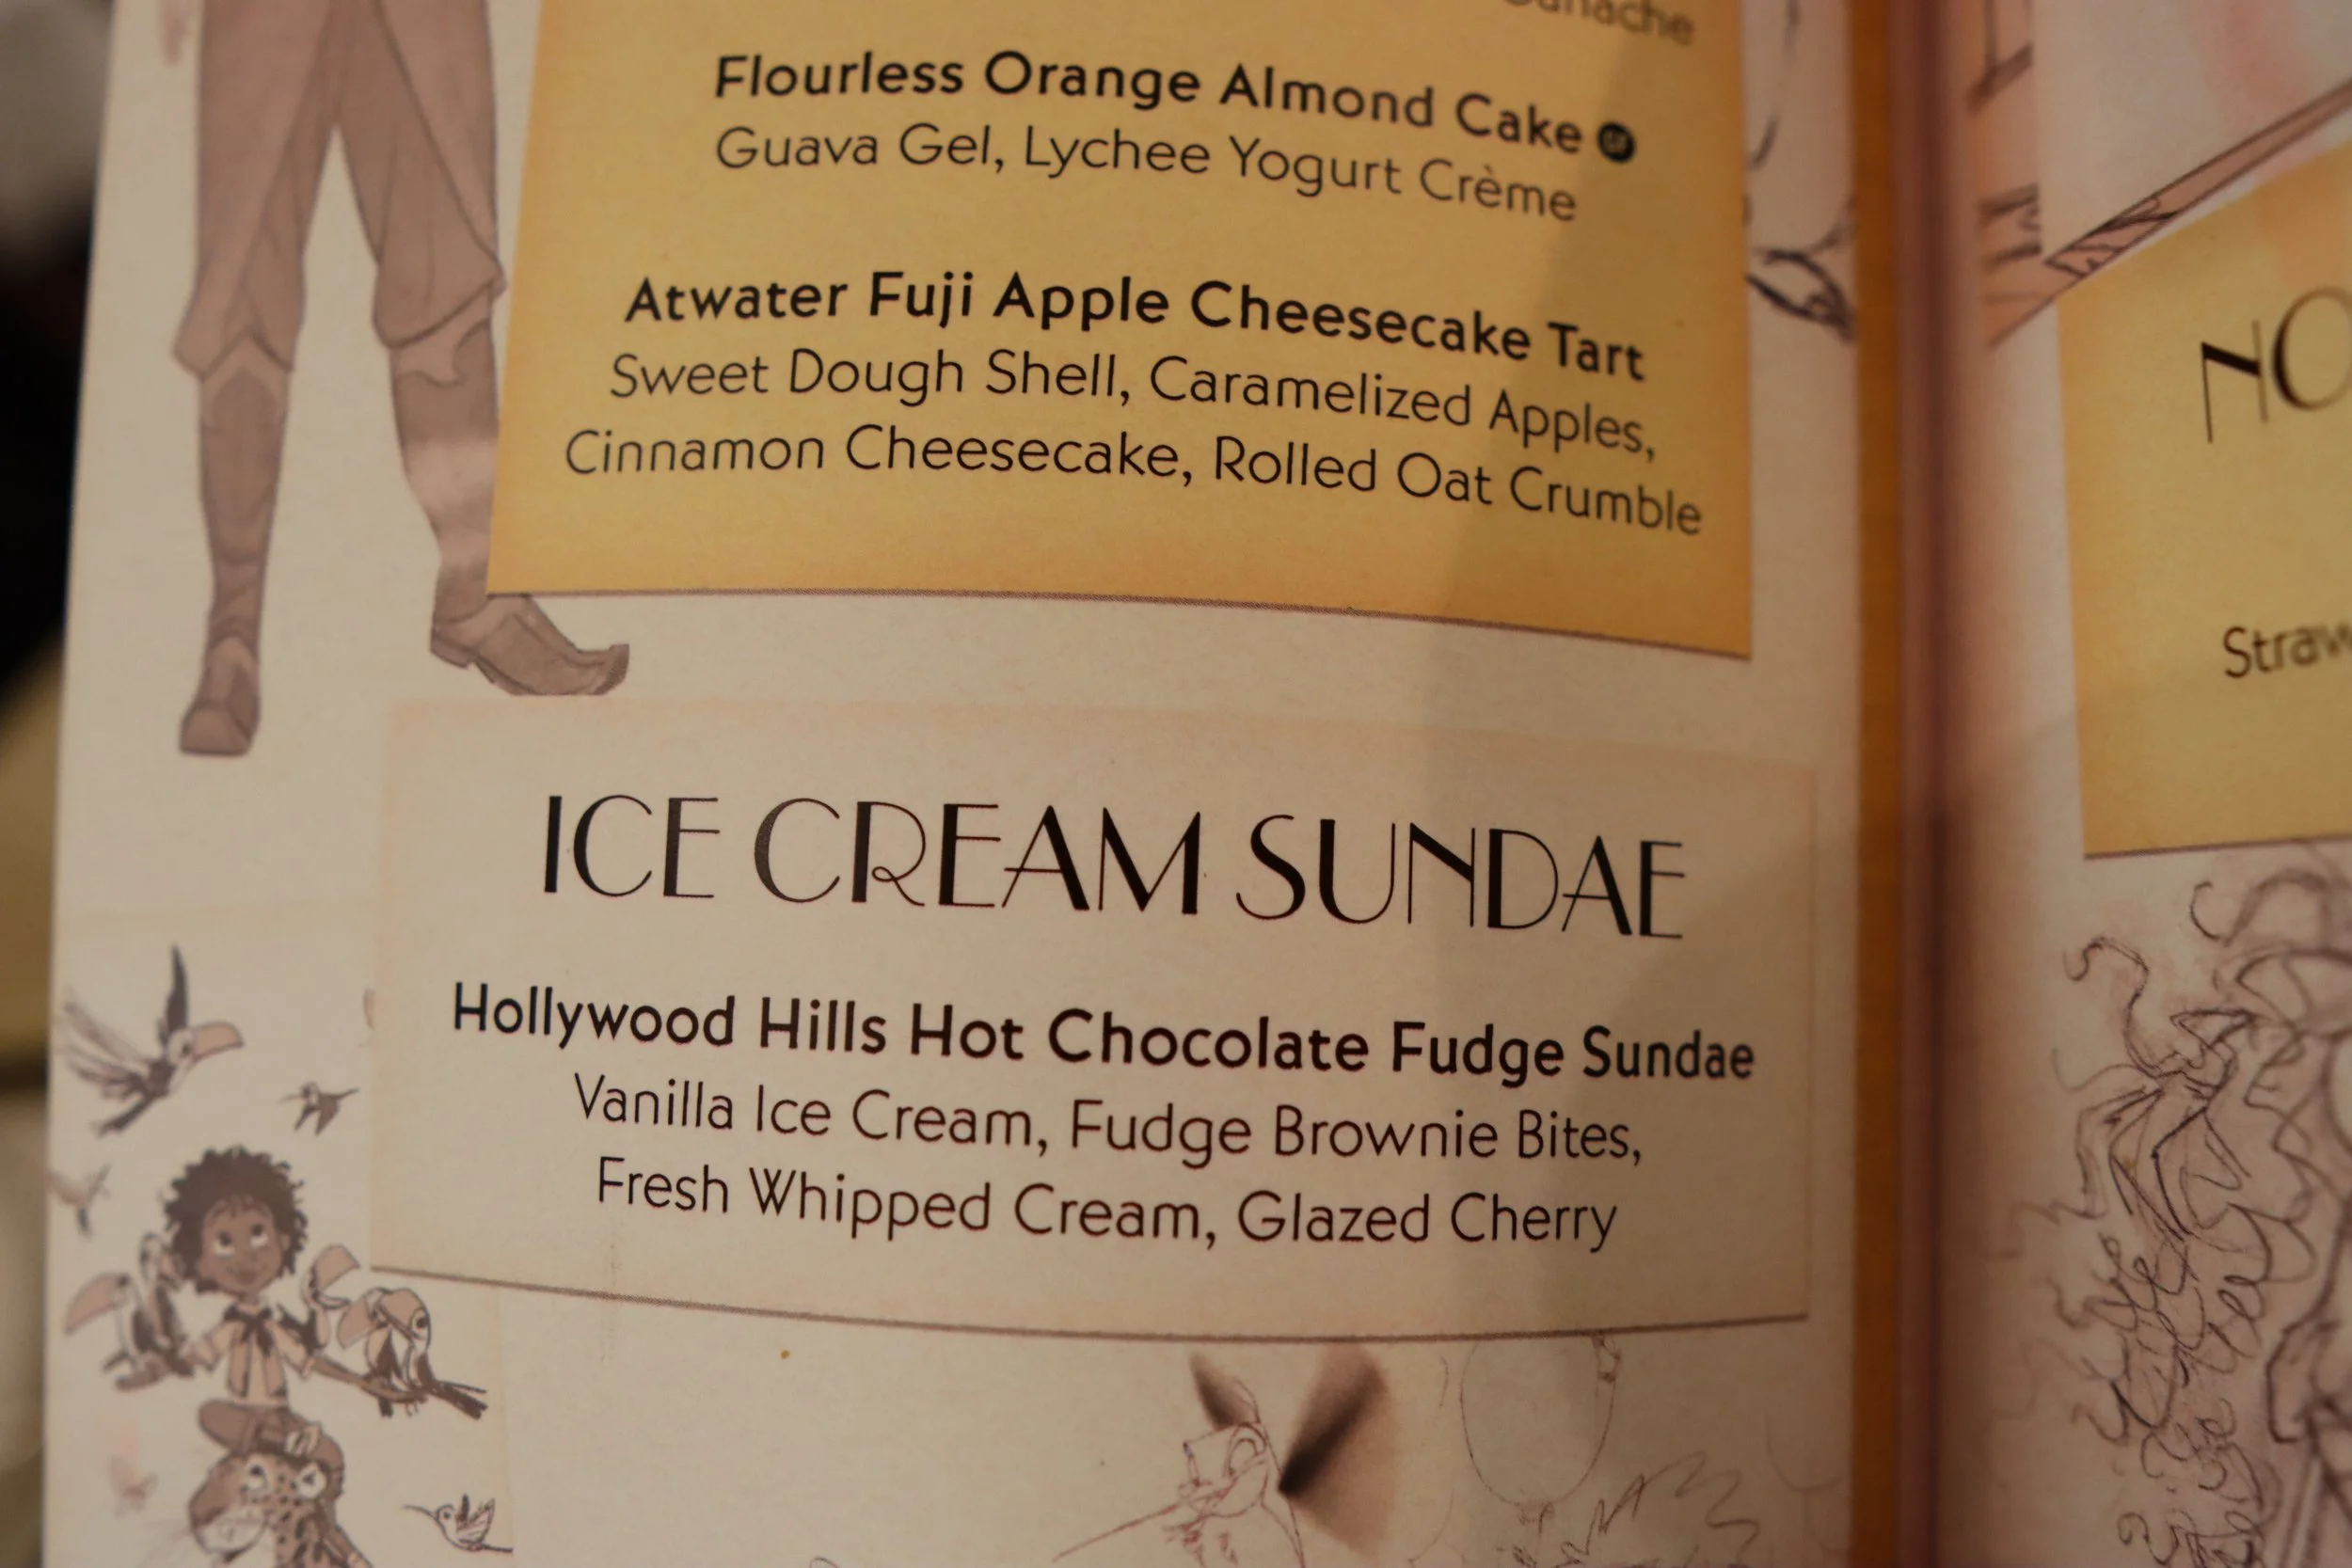 Flourless Orange Almond Cake
Guava Gel, Lychee Yogurt Crème
Atwater Fuji Apple Cheesecake Tart
Sweet Dough Shell, Caramelized Apples,
Cinnamon Cheesecake, Rolled Oat Crumble
ICE CREAM SUNDAE
Hollywood Hills Hot Chocolate Fudge Sundae
Vanilla Ice Cream, Fudge Brownie Bites,
Fresh Whipped Cream, Glazed Cherry
NO
Straw